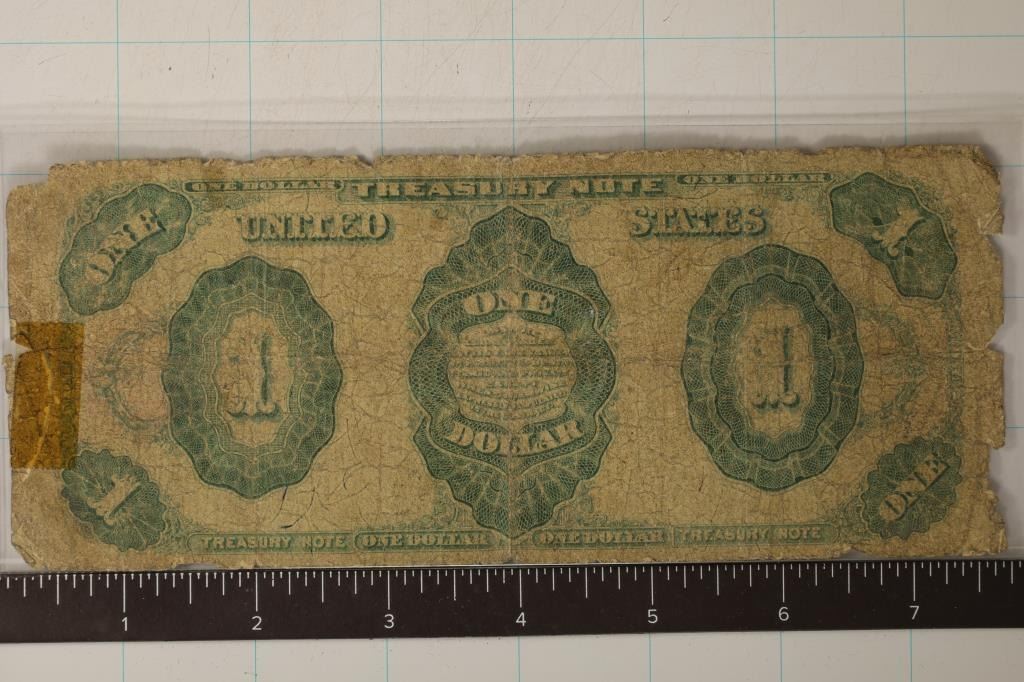 ONE DOLLAR TREASURY NOTE ONE DOLLAR
ONE UNITED STATES 1
ONE
1 1
DOLLAR
1 ONE
TREASURY NOTE ONE DOLLAR ONE DOLLAR TREASURY NOTE
1 2 3 4 5 6 7